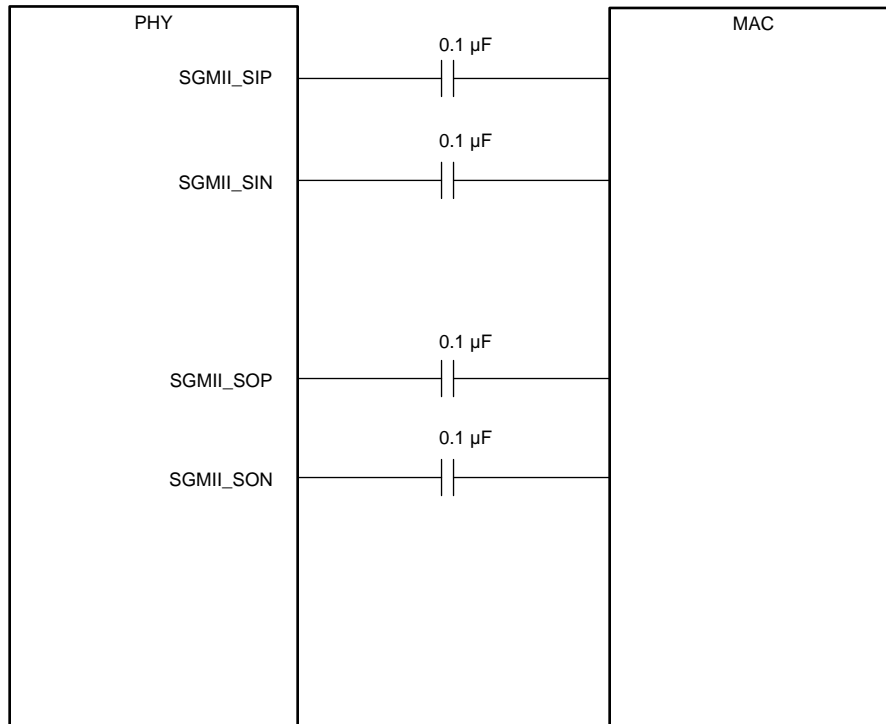 PHY
MAC
0.1 µF
SGMII_SIP
0.1 µF
SGMII_SIN
0.1 µF
SGMII_SOP
0.1 µF
SGMII_SON